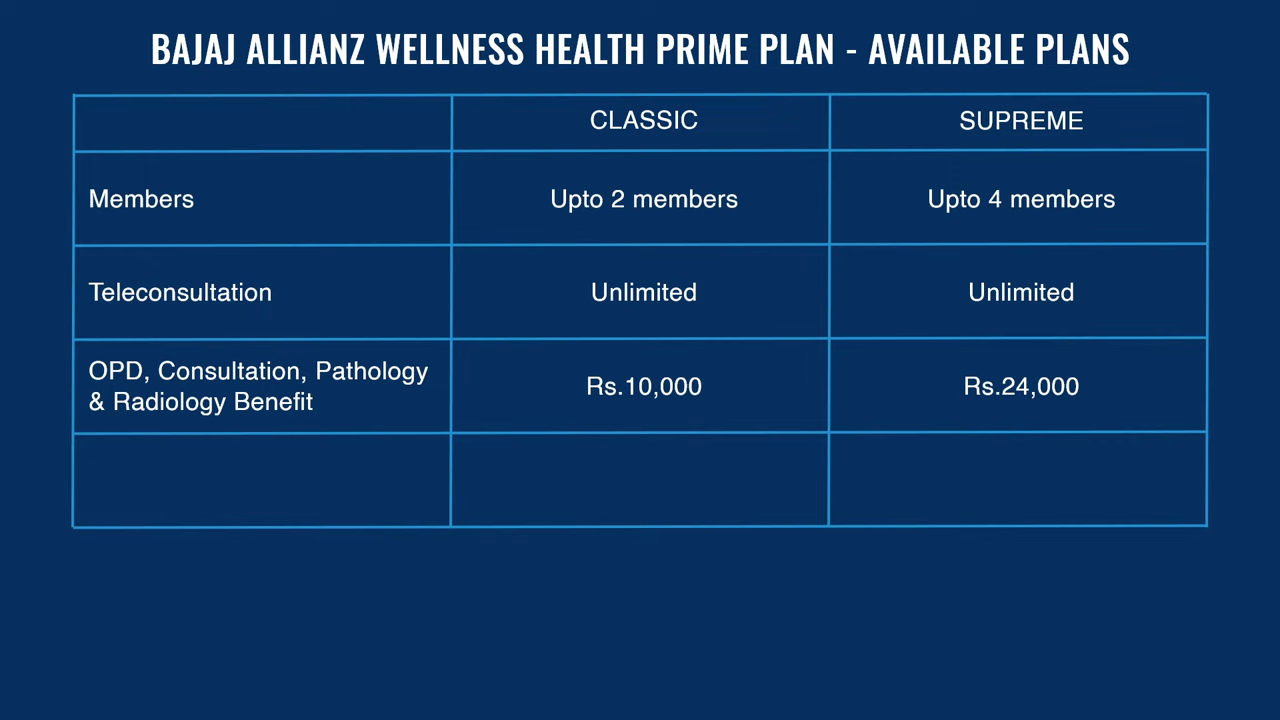 BAJAJ ALLIANZ WELLNESS HEALTH PRIME PLAN - AVAILABLE PLANS
CLASSIC SUPREME
Members Upto 2 members Upto 4 members
Teleconsultation Unlimited Unlimited
OPD, Consultation, Pathology
& Radiology Benefit Rs.10,000 Rs.24,000